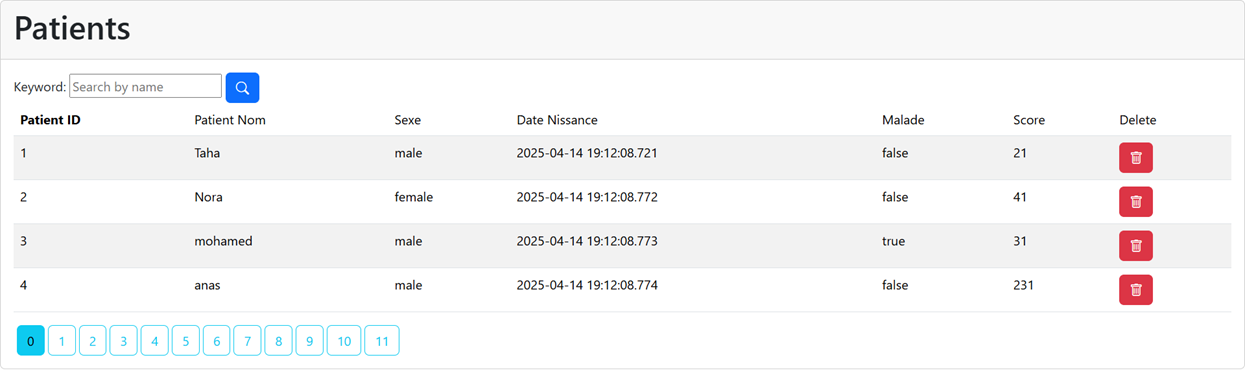 Patients
Keyword: Search by name
Patient ID Patient Nom Sexe Date Nissance Malade Score Delete
1 Taha male 2025-04-14 19:12:08.721 false 21
2 Nora female 2025-04-14 19:12:08.772 false 41
3 mohamed male 2025-04-14 19:12:08.773 true 31
4 anas male 2025-04-14 19:12:08.774 false 231
0 1 2 3 4 5 6 7 8 9 10 11